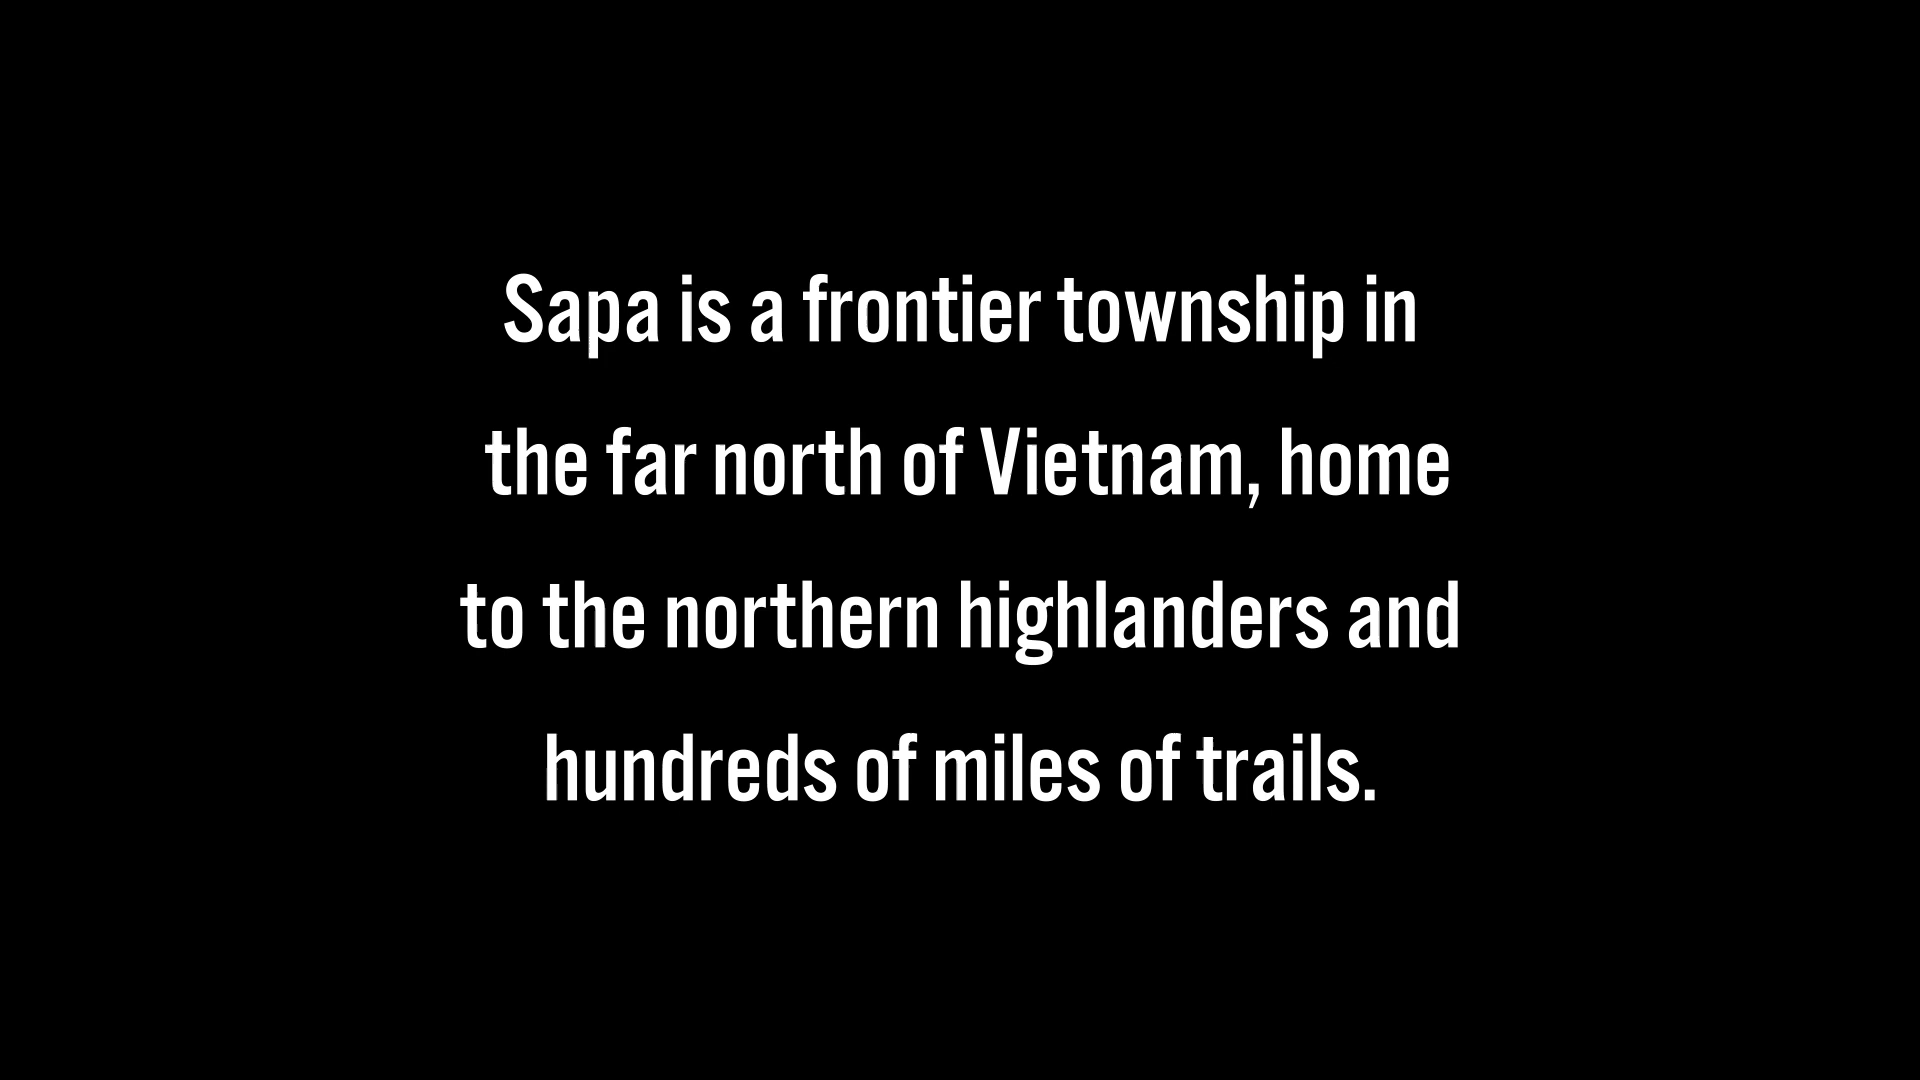 Sapa is a frontier township in
the far north of Vietnam, home
to the northern highlanders and
hundreds of miles of trails.